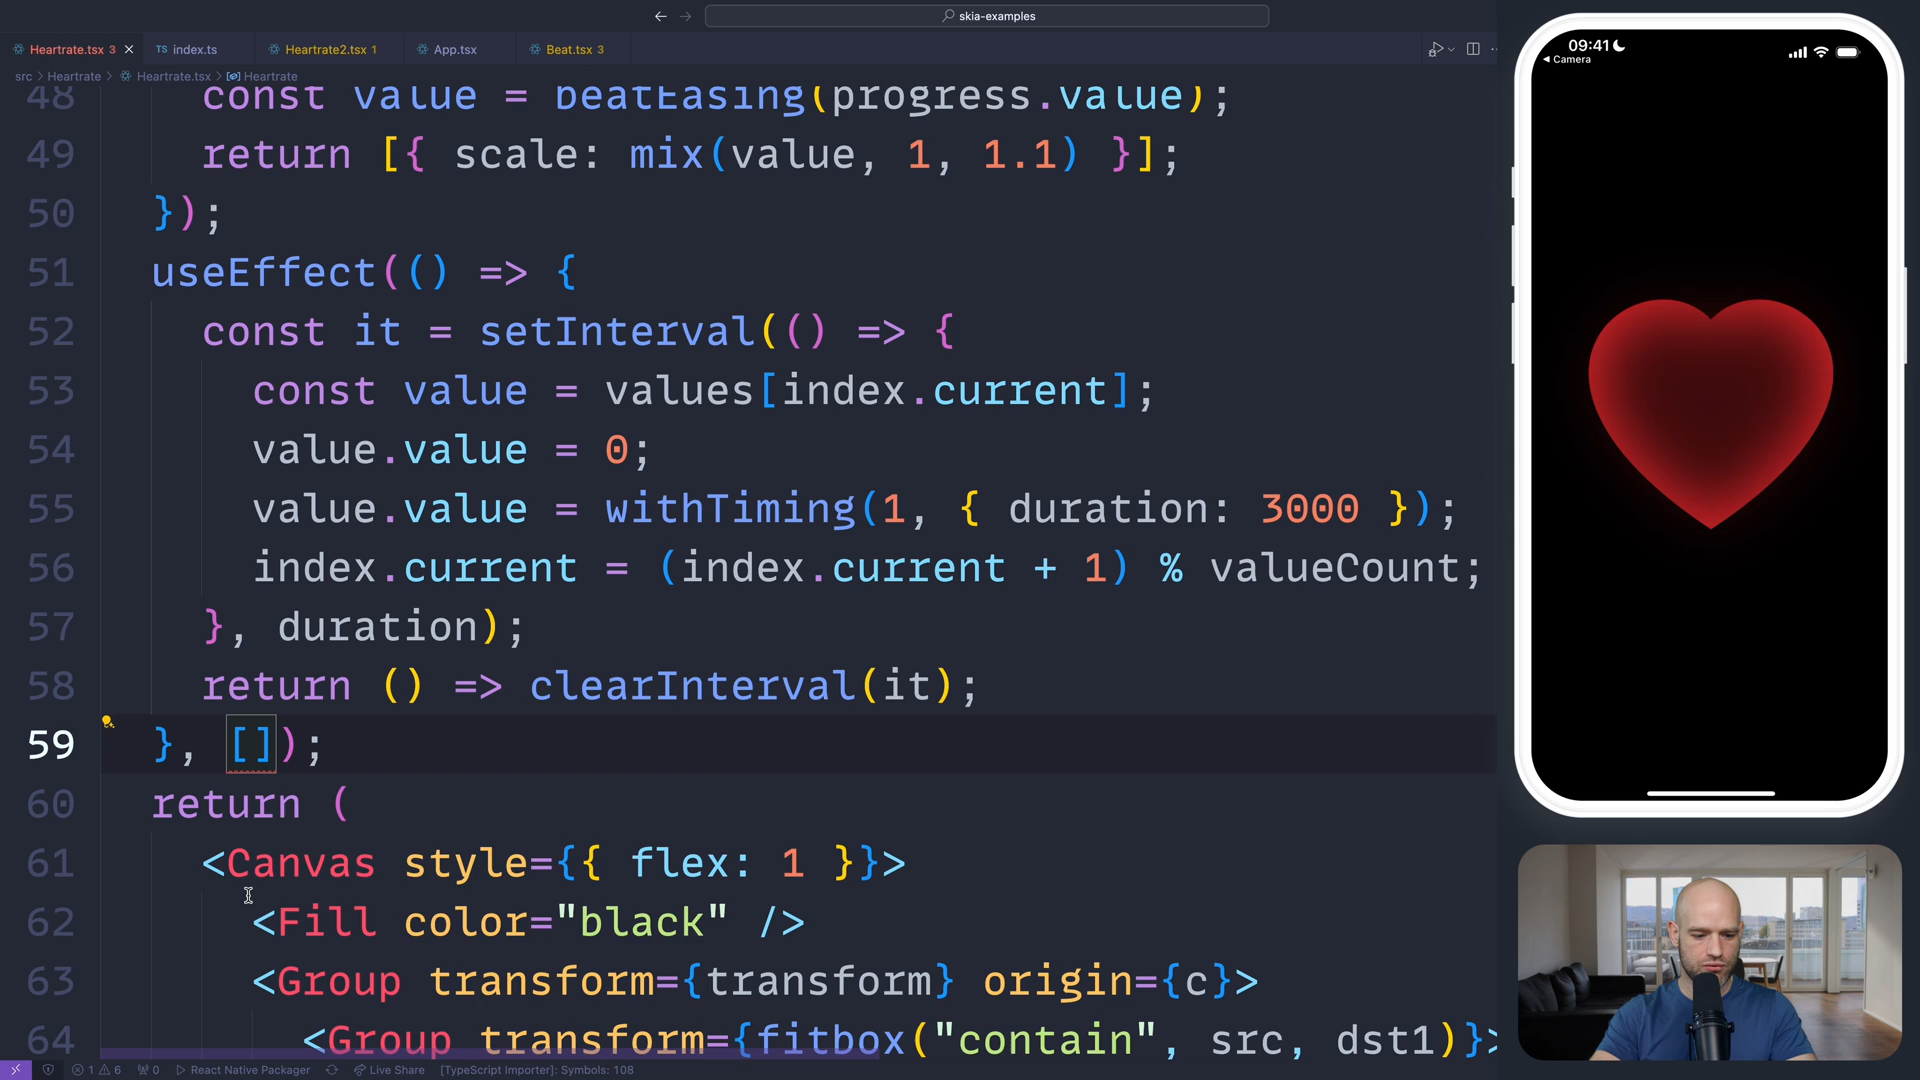 skia-examples
Heartrate.tsx 3
TS index.ts
Heartrate2.tsx 1
App.tsx
Beat.tsx 3
src > Heartrate > Heartrate.tsx > Heartrate
48 const value = beatEasing(progress.value);
49 return [{ scale: mix(value, 1, 1.1) }];
50 });
51 useEffect(() => {
52 const it = setInterval(() => {
53 const value = values[index.current];
54 value.value = 0;
55 value.value = withTiming(1, { duration: 3000 });
56 index.current = (index.current + 1) % valueCount;
57 }, duration);
58 return () => clearInterval(it);
59 }, []);
60 return (
61 <Canvas style={{ flex: 1 }}>
62 <Fill color="black" />
63 <Group transform={transform} origin={c}>
64 <Group transform={fitbox("contain", src, dst1)}>
1 6 0 React Native Packager Live Share [TypeScript Importer]: Symbols: 108
09:41
Camera